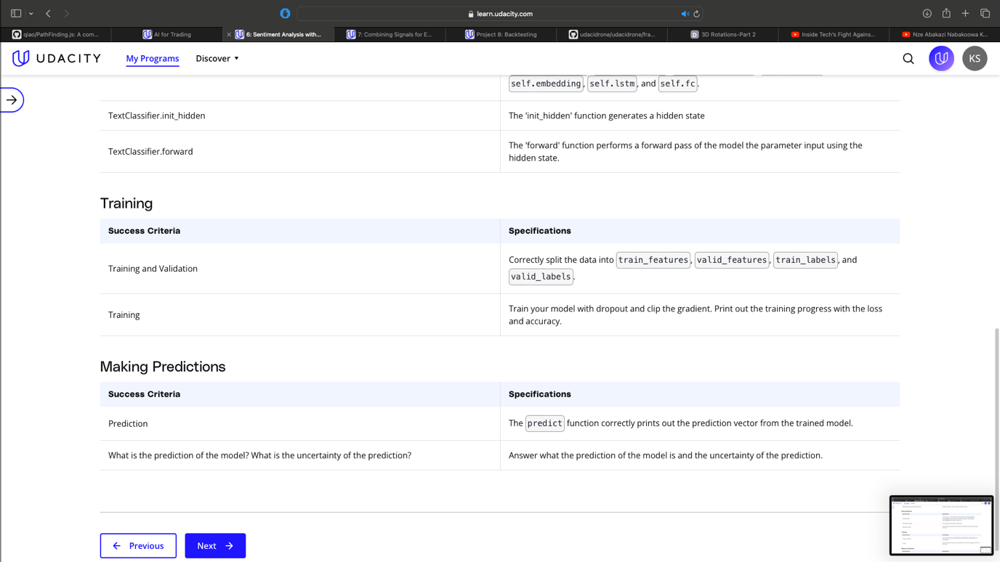 learn.udacity.com
qiao/PathFinding.js: A com...
AI for Trading
6: Sentiment Analysis with...
7: Combining Signals for E...
Project 8: Backtesting
udacidrone/udacidrone/fra...
D 3D Rotations-Part 2
Inside Tech's Fight Agains...
Nze Abakazi Nabakoowa K...
UDACITY
My Programs
Discover
KS
self.embedding, self.lstm, and self.fc.
TextClassifier.init_hidden
The 'init_hidden' function generates a hidden state
TextClassifier.forward
The 'forward' function performs a forward pass of the model the parameter input using the
hidden state.
Training
Success Criteria
Specifications
Training and Validation
Correctly split the data into train_features, valid_features, train_labels, and
valid_labels.
Training
Train your model with dropout and clip the gradient. Print out the training progress with the loss
and accuracy.
Making Predictions
Success Criteria
Specifications
Prediction
The predict function correctly prints out the prediction vector from the trained model.
What is the prediction of the model? What is the uncertainty of the prediction?
Answer what the prediction of the model is and the uncertainty of the prediction.
Previous
Next